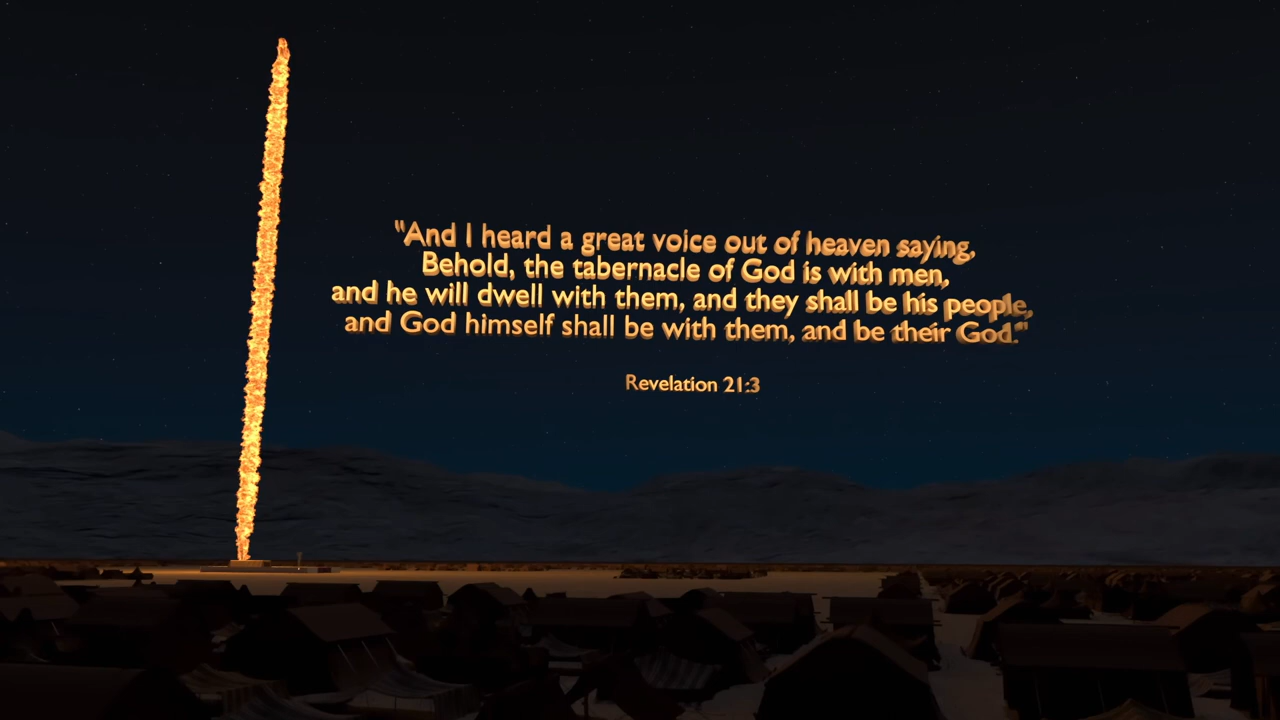 "And I heard a great voice out of heaven saying,
Behold, the tabernacle of God is with men,
and he will dwell with them, and they shall be his people,
and God himself shall be with them, and be their God."
Revelation 21:3